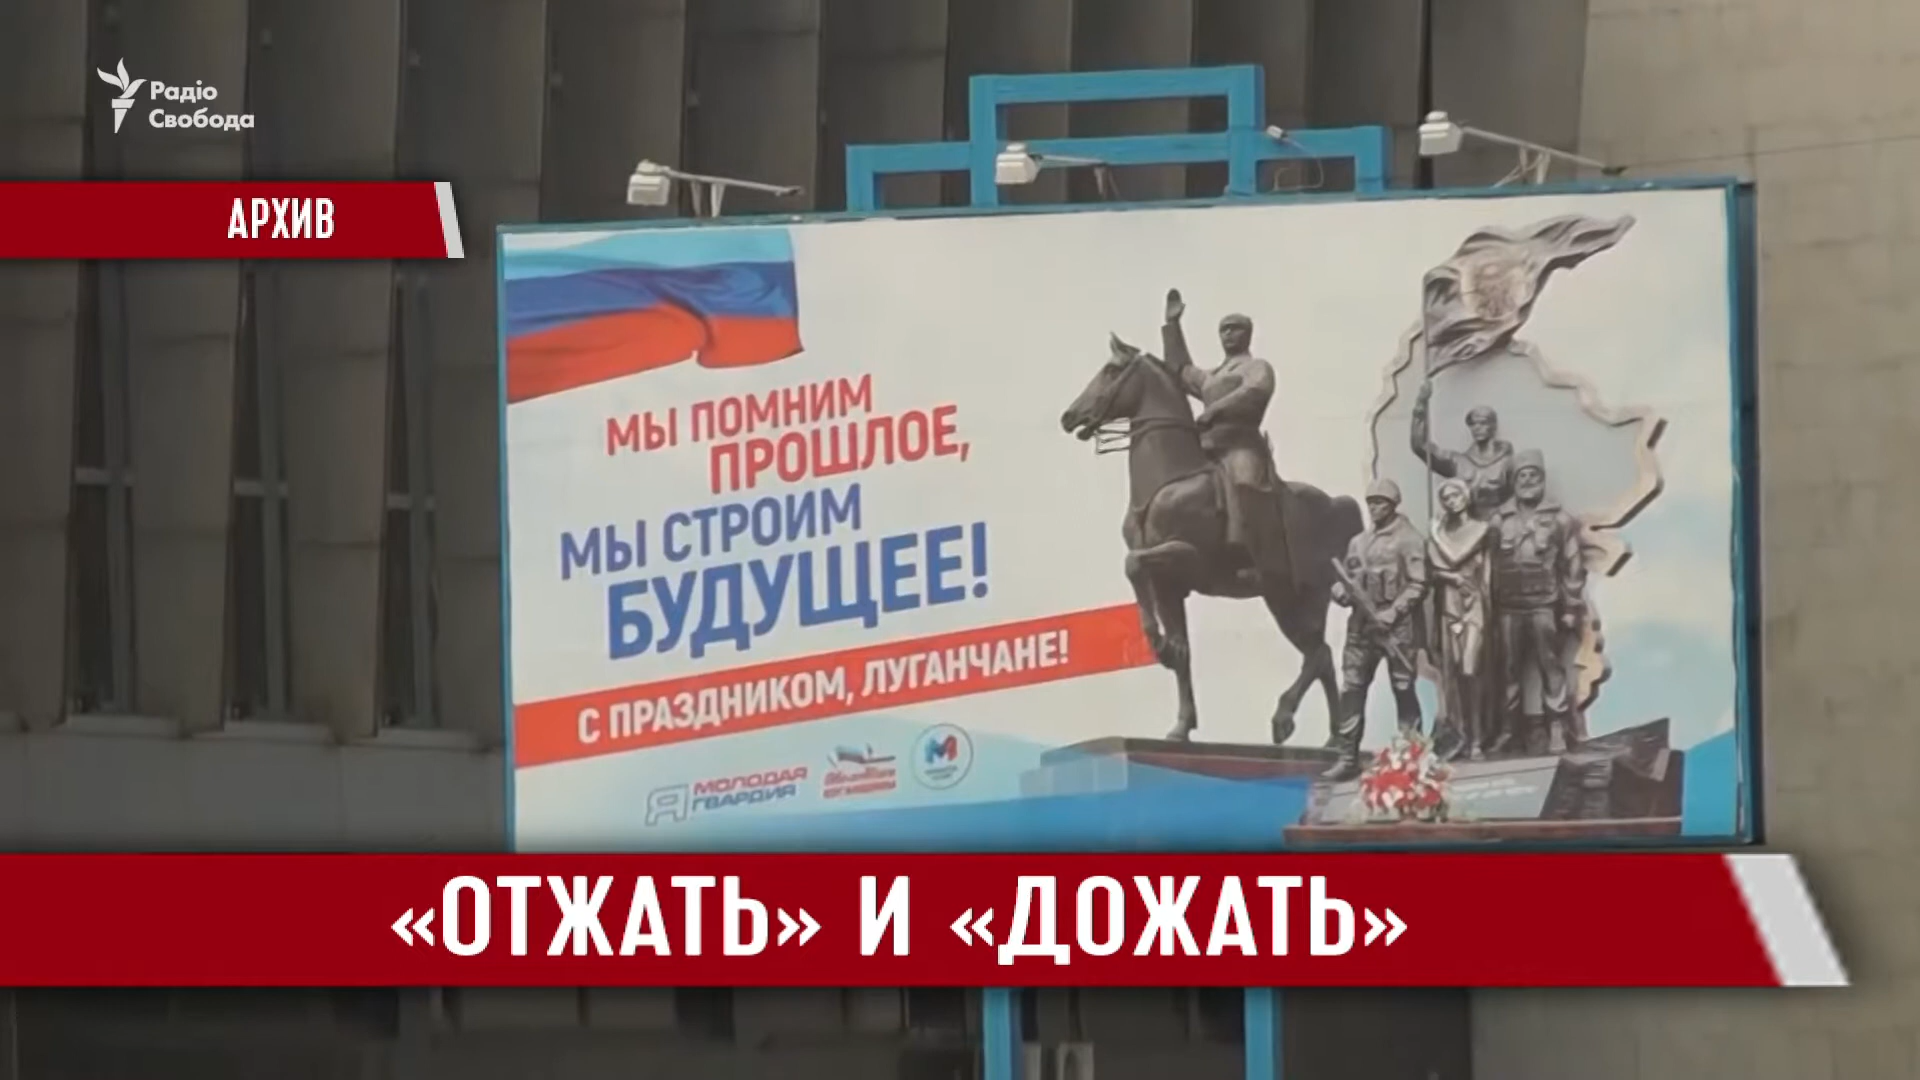 Радіо
Свобода
АРХИВ
МЫ ПОМНИМ
ПРОШЛОЕ,
МЫ СТРОИМ
БУДУЩЕЕ!
С ПРАЗДНИКОМ, ЛУГАНЧАНЕ!
Я МОЛОДАЯ
ГВАРДИЯ
«ОТЖАТЬ» И «ДОЖАТЬ»